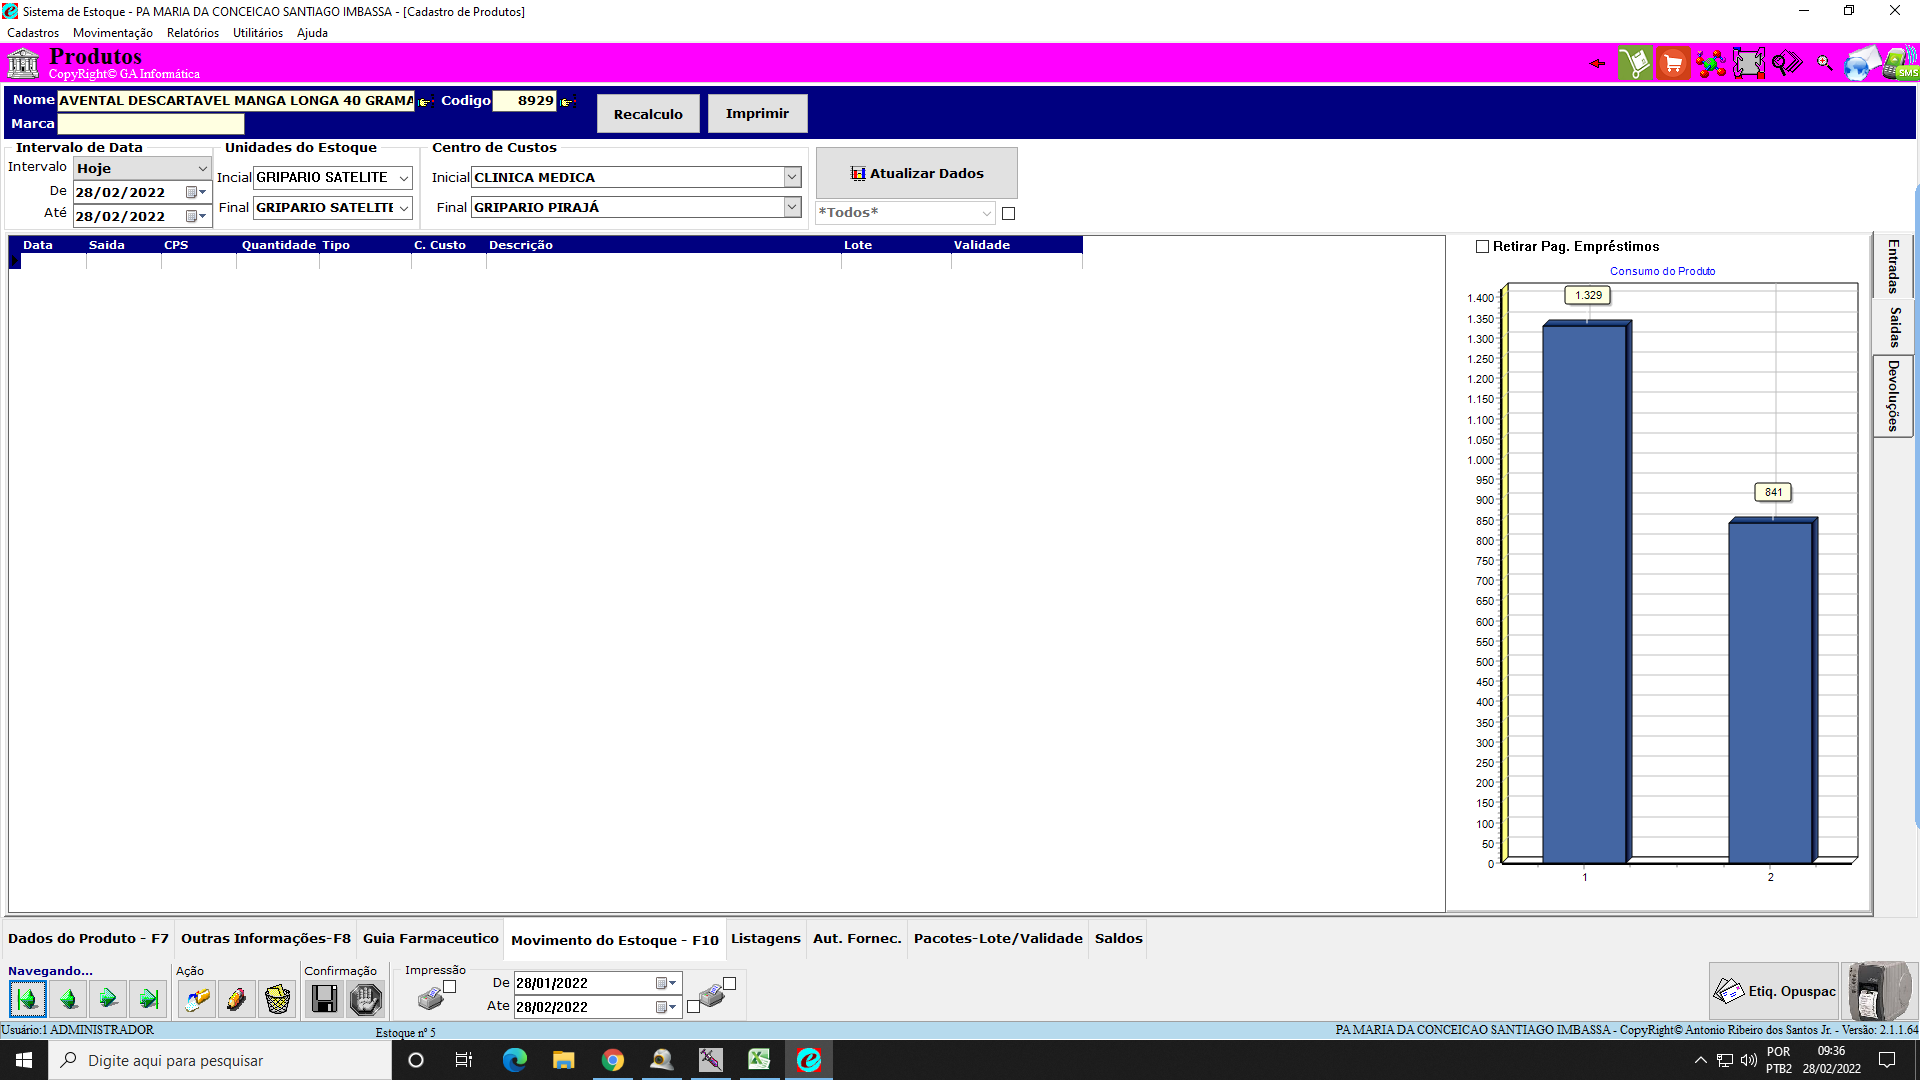 Sistema de Estoque - PA MARIA DA CONCEICAO SANTIAGO IMBASSA - [Cadastro de Produtos]
Cadastros Movimentação Relatórios Utilitários Ajuda
Produtos
CopyRight© GA Informática
SMS
Nome AVENTAL DESCARTAVEL MANGA LONGA 40 GRAMA Codigo 8929
Marca
Recalculo Imprimir
Intervalo de Data Unidades do Estoque Centro de Custos
Intervalo Hoje Incial GRIPARIO SATELITE Inicial CLINICA MEDICA
De 28/02/2022
Até 28/02/2022 Final GRIPARIO SATELITE Final GRIPARIO PIRAJÁ
Atualizar Dados
*Todos*
Data Saida CPS Quantidade Tipo C. Custo Descrição Lote Validade
Retirar Pag. Empréstimos
Consumo do Produto
1.329
841
1.400
1.350
1.300
1.250
1.200
1.150
1.100
1.050
1.000
950
900
850
800
750
700
650
600
550
500
450
400
350
300
250
200
150
100
50
0
1 2
Entradas
Saidas
Devoluções
Dados do Produto - F7 Outras Informações-F8 Guia Farmaceutico Movimento do Estoque - F10 Listagens Aut. Fornec. Pacotes-Lote/Validade Saldos
Navegando... Ação Confirmação Impressão
De 28/01/2022
Ate 28/02/2022
Etiq. Opuspac
Usuário:1 ADMINISTRADOR Estoque nº 5 PA MARIA DA CONCEICAO SANTIAGO IMBASSA - CopyRight© Antonio Ribeiro dos Santos Jr. - Versão: 2.1.1.64
Digite aqui para pesquisar
POR
PTB2
09:36
28/02/2022